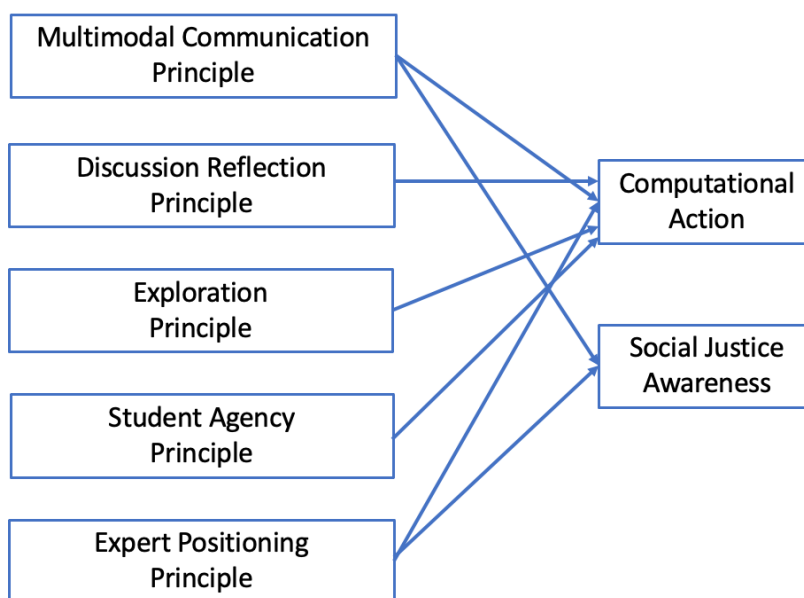 Multimodal Communication
Principle
Discussion Reflection
Principle
Exploration
Principle
Student Agency
Principle
Expert Positioning
Principle
Computational
Action
Social Justice
Awareness